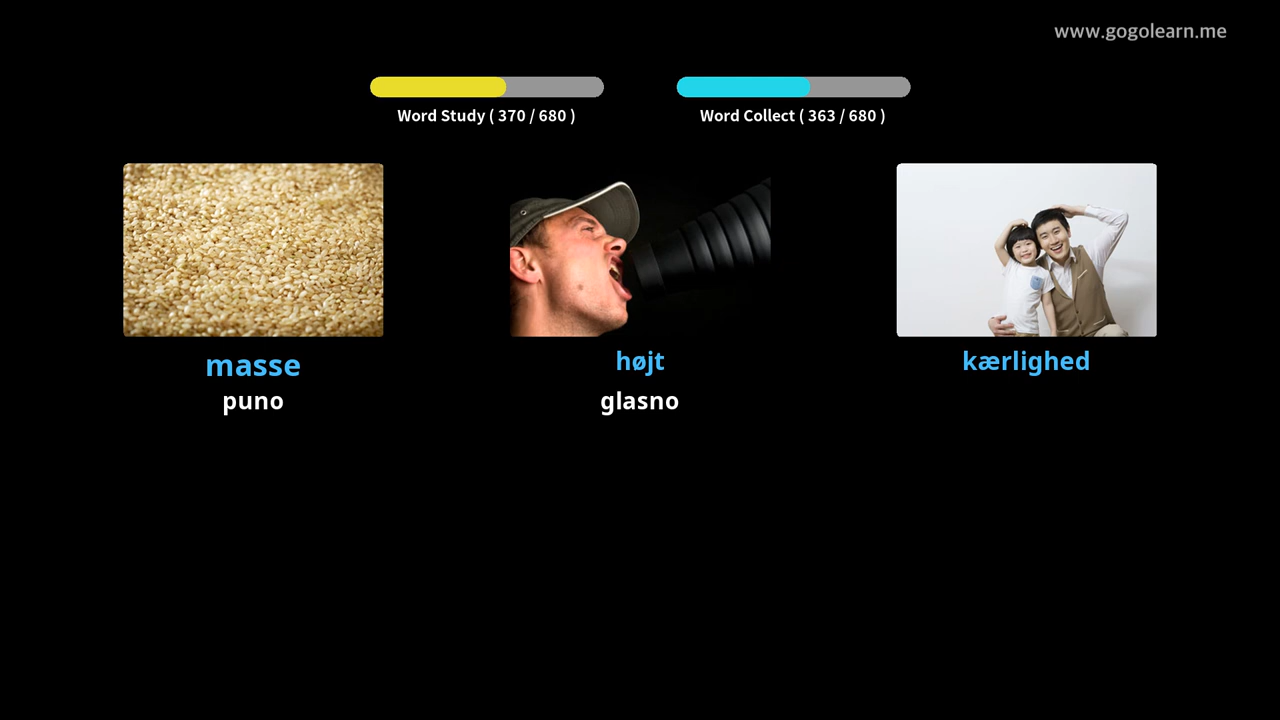 www.gogolearn.me
Word Study ( 370 / 680 )
Word Collect ( 363 / 680 )
masse
højt
kærlighed
puno
glasno